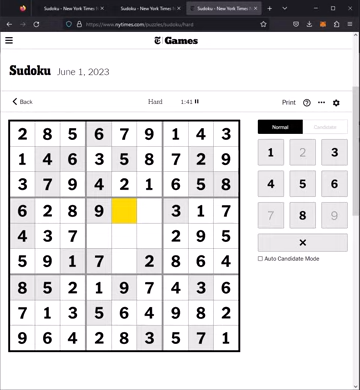 Sudoku - New York Times
Sudoku - New York Times
Sudoku - New York Times
https://www.nytimes.com/puzzles/sudoku/hard
Games
Sudoku June 1, 2023
Back Hard 1:41 Print
2 8 5 6 7 9 1 4 3
1 4 6 3 5 8 7 2 9
3 7 9 4 2 1 6 5 8
6 2 8 9 3 1 7
4 3 7 2 9 5
5 9 1 7 2 8 6 4
8 5 2 1 9 7 4 3 6
7 1 3 5 6 4 9 8 2
9 6 4 2 8 3 5 7 1
Normal Candidate
1 2 3
4 5 6
7 8 9
X
Auto Candidate Mode